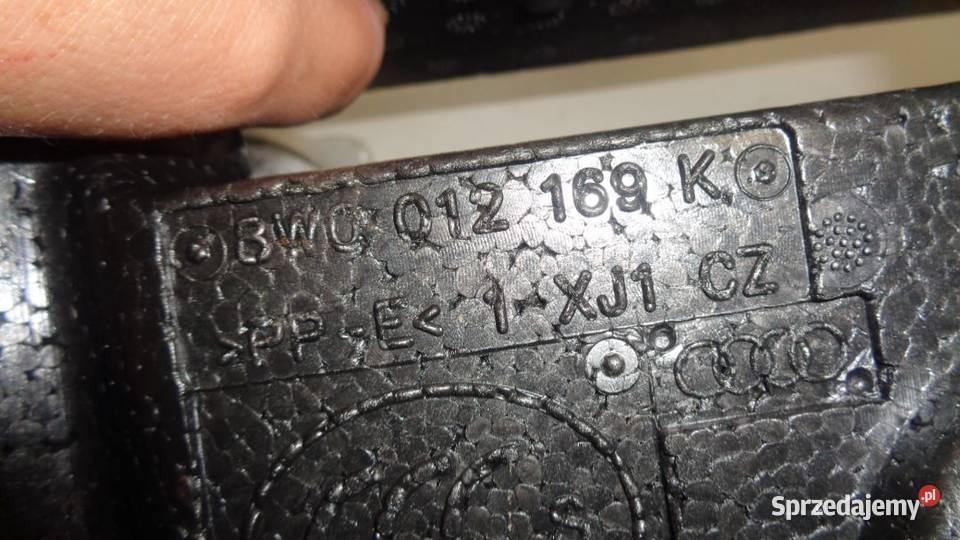 8W0 012 169 K
>PP-E< 1 XJ1 CZ
Sprzedajemy.pl